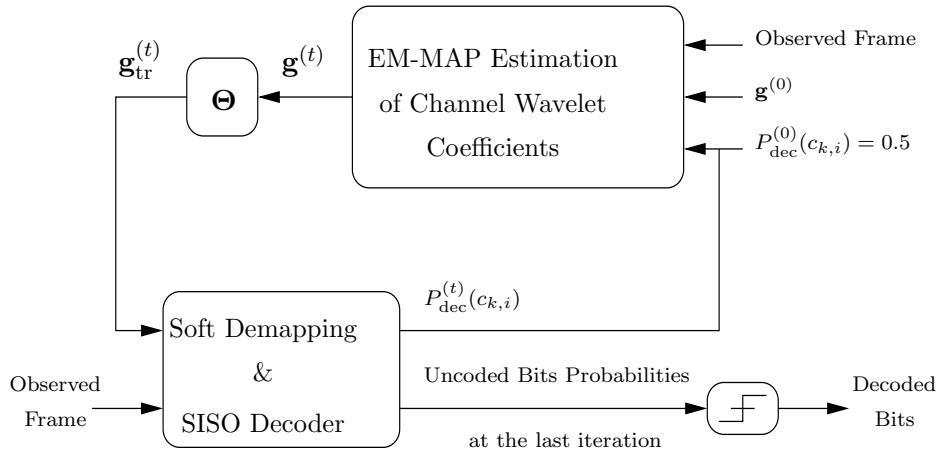 g_tr^(t)
g^(t)
Θ
EM-MAP Estimation
of Channel Wavelet
Coefficients
Observed Frame
g^(0)
P_dec^(0)(c_k,i) = 0.5
Soft Demapping
&
SISO Decoder
P_dec^(t)(c_k,i)
Observed
Frame
Uncoded Bits Probabilities
at the last iteration
Decoded
Bits